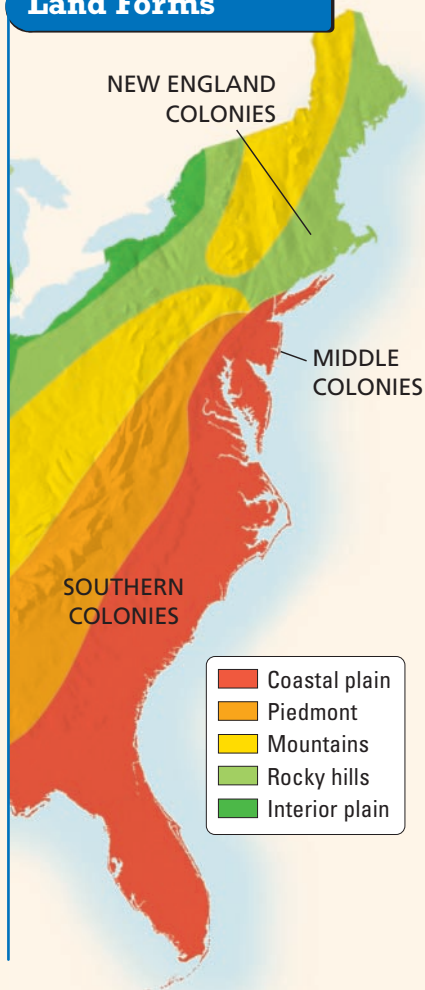 Land Forms
NEW ENGLAND
COLONIES
MIDDLE
COLONIES
SOUTHERN
COLONIES
Coastal plain
Piedmont
Mountains
Rocky hills
Interior plain